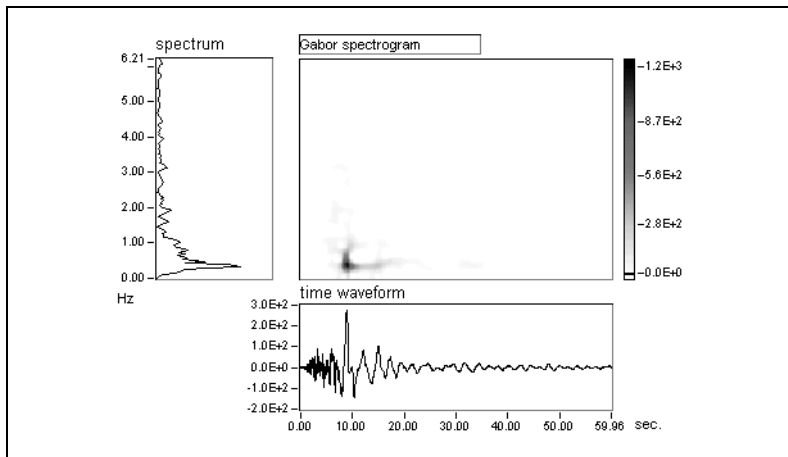 spectrum
Gabor spectrogram
6.21
5.00
4.00
3.00
2.00
1.00
0.00
Hz
1.2E+3
8.7E+2
5.6E+2
2.8E+2
0.0E+0
time waveform
3.0E+2
2.0E+2
1.0E+2
0.0E+0
-1.0E+2
-2.0E+2
0.00
10.00
20.00
30.00
40.00
50.00
59.96
sec.